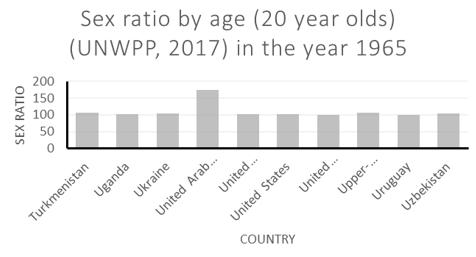 Sex ratio by age (20 year olds)
(UNWPP, 2017) in the year 1965
SEX RATIO
200
150
100
50
0
Turkmenistan
Uganda
Ukraine
United Arab...
United...
United States
United...
Upper-...
Uruguay
Uzbekistan
COUNTRY